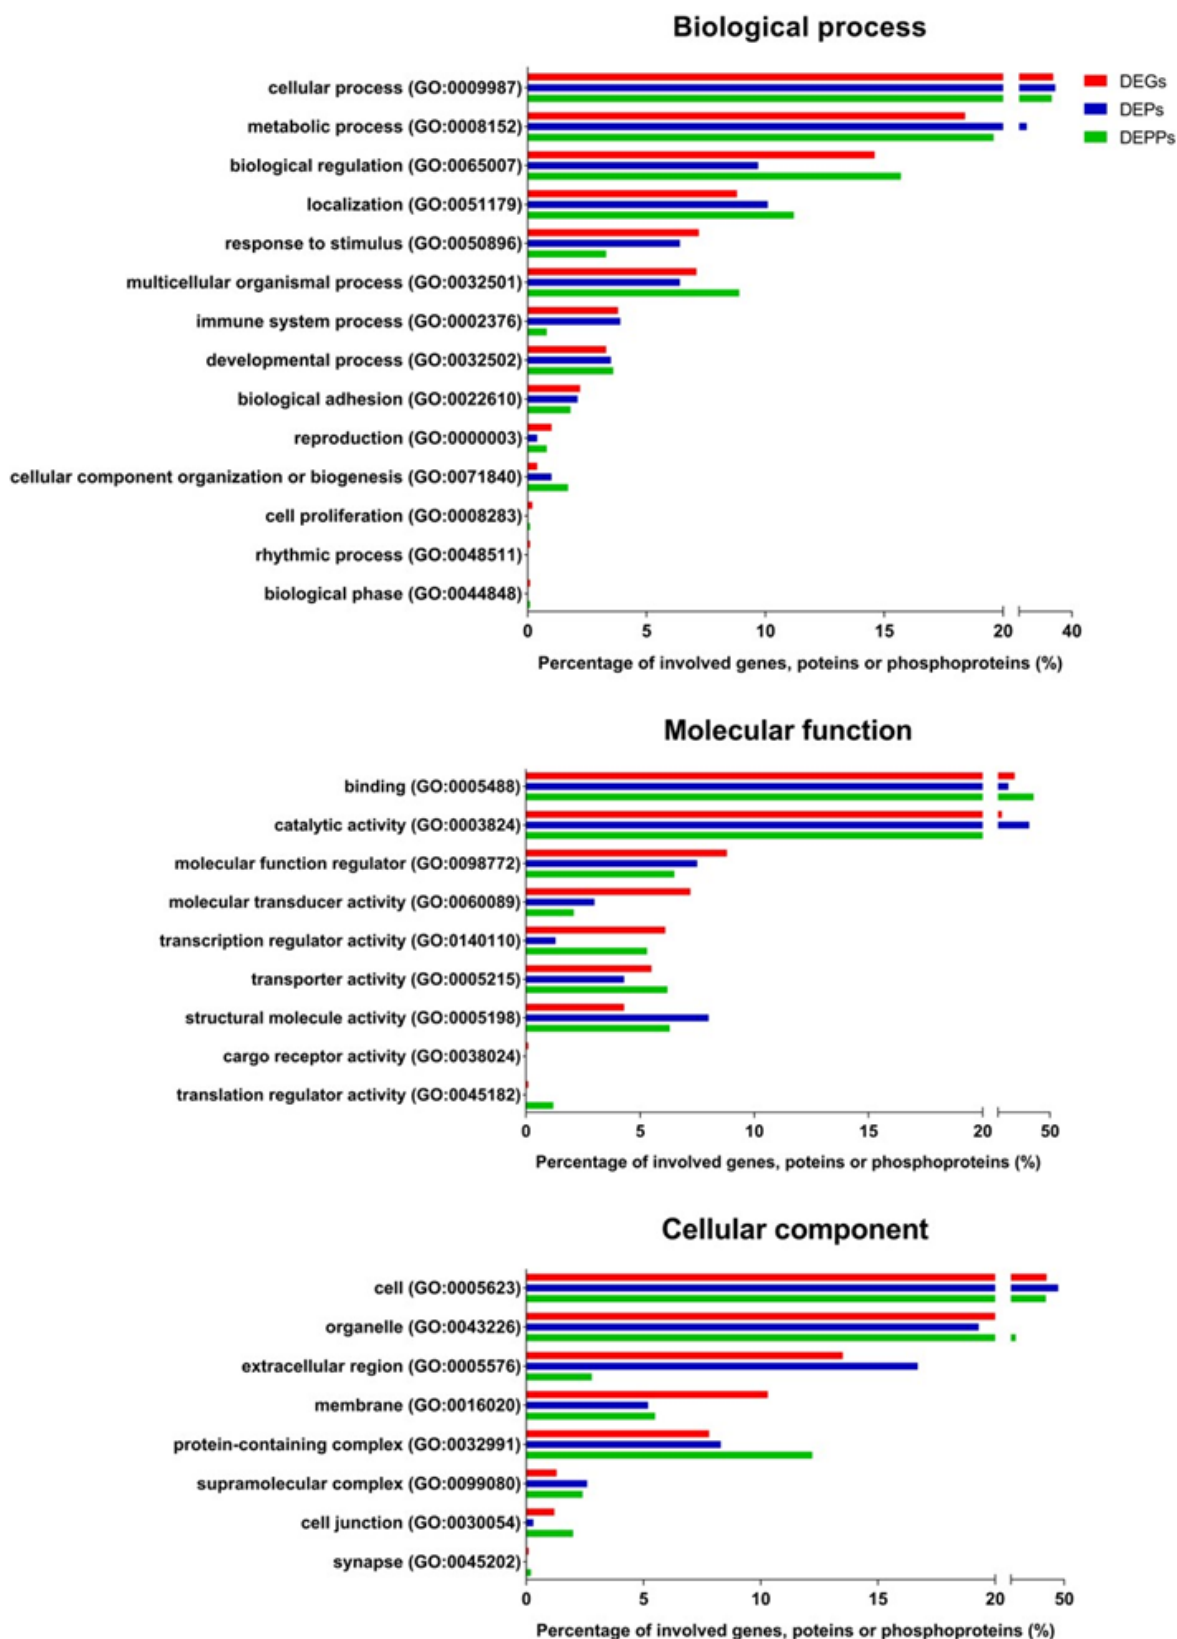 Biological process
cellular process (GO:0009987)
metabolic process (GO:0008152)
biological regulation (GO:0065007)
localization (GO:0051179)
response to stimulus (GO:0050896)
multicellular organismal process (GO:0032501)
immune system process (GO:0002376)
developmental process (GO:0032502)
biological adhesion (GO:0022610)
reproduction (GO:0000003)
cellular component organization or biogenesis (GO:0071840)
cell proliferation (GO:0008283)
rhythmic process (GO:0048511)
biological phase (GO:0044848)
DEGs
DEPs
DEPPs
0 5 10 15 20 40
Percentage of involved genes, poteins or phosphoproteins (%)
Molecular function
binding (GO:0005488)
catalytic activity (GO:0003824)
molecular function regulator (GO:0098772)
molecular transducer activity (GO:0060089)
transcription regulator activity (GO:0140110)
transporter activity (GO:0005215)
structural molecule activity (GO:0005198)
cargo receptor activity (GO:0038024)
translation regulator activity (GO:0045182)
0 5 10 15 20 50
Percentage of involved genes, poteins or phosphoproteins (%)
Cellular component
cell (GO:0005623)
organelle (GO:0043226)
extracellular region (GO:0005576)
membrane (GO:0016020)
protein-containing complex (GO:0032991)
supramolecular complex (GO:0099080)
cell junction (GO:0030054)
synapse (GO:0045202)
0 5 10 15 20 50
Percentage of involved genes, poteins or phosphoproteins (%)